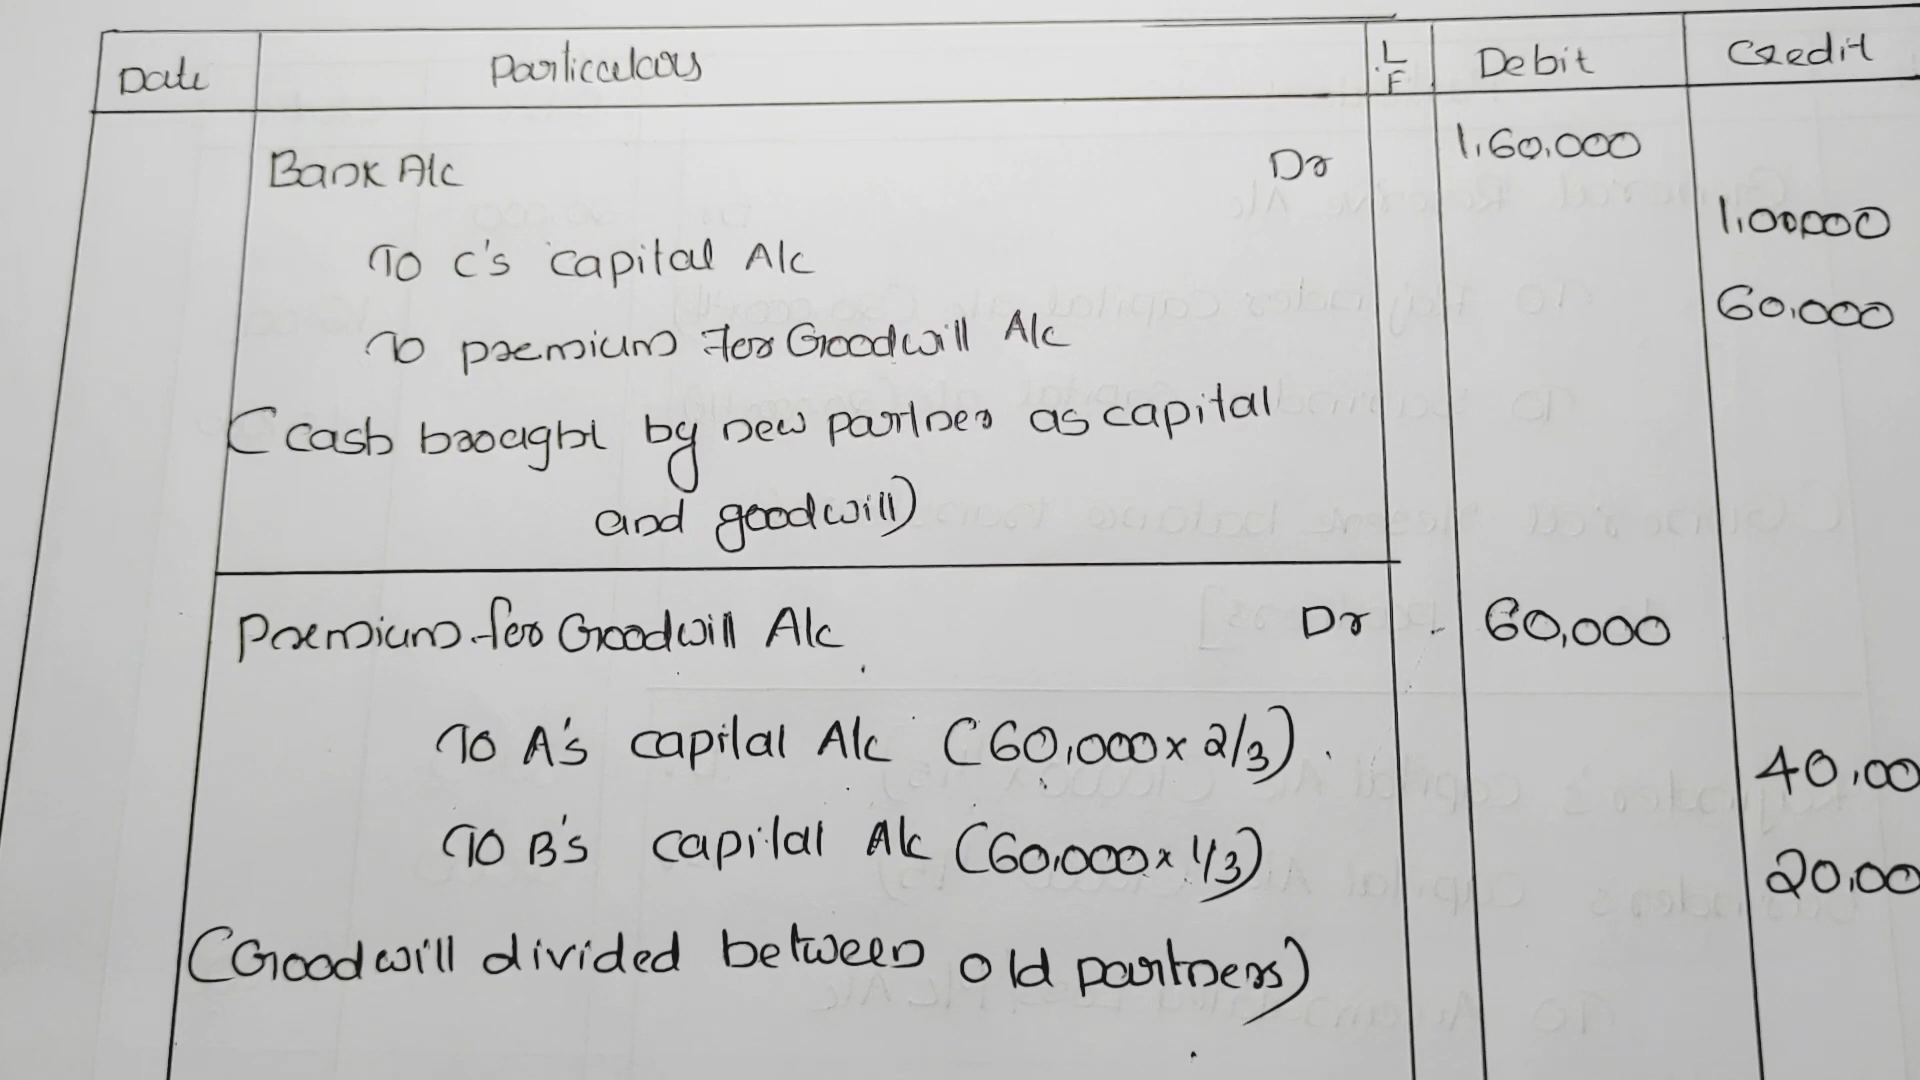 Date Particulars L/F Debit Credit
Bank A/c Dr 1,60,000
To C's capital A/c 1,00,000
To premium for Goodwill A/c 60,000
(cash brought by new partner as capital
and goodwill)
Premium for Goodwill A/c Dr 60,000
To A's capital A/c (60,000 x 2/3) 40,00
To B's capital A/c (60,000 x 1/3) 20,00
(Goodwill divided between old partners)